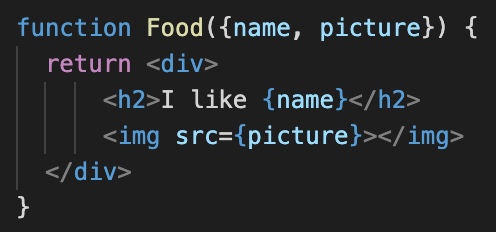 function Food({name, picture}) {
  return <div>
      <h2>I like {name}</h2>
      <img src={picture}></img>
  </div>
}